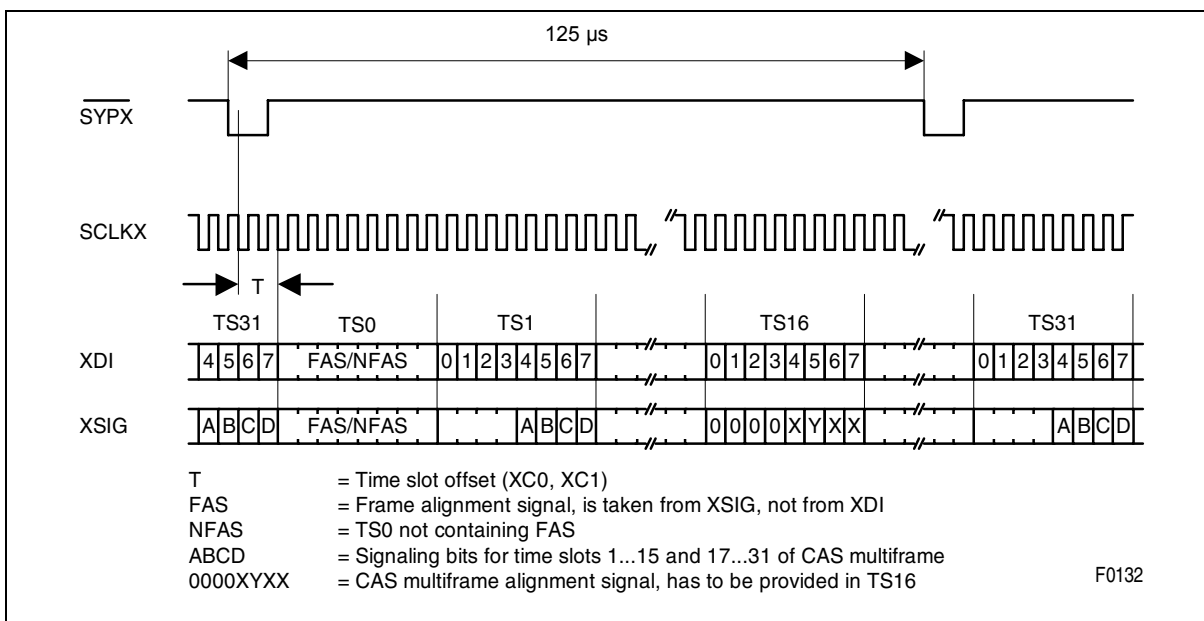 125 µs
SYPX
SCLKX
T
TS31 TS0 TS1 TS16 TS31
XDI 4 5 6 7 FAS/NFAS 0 1 2 3 4 5 6 7 0 1 2 3 4 5 6 7 0 1 2 3 4 5 6 7
XSIG A B C D FAS/NFAS A B C D 0 0 0 0 X Y X X A B C D
T = Time slot offset (XC0, XC1)
FAS = Frame alignment signal, is taken from XSIG, not from XDI
NFAS = TS0 not containing FAS
ABCD = Signaling bits for time slots 1...15 and 17...31 of CAS multiframe
0000XYXX = CAS multiframe alignment signal, has to be provided in TS16
F0132